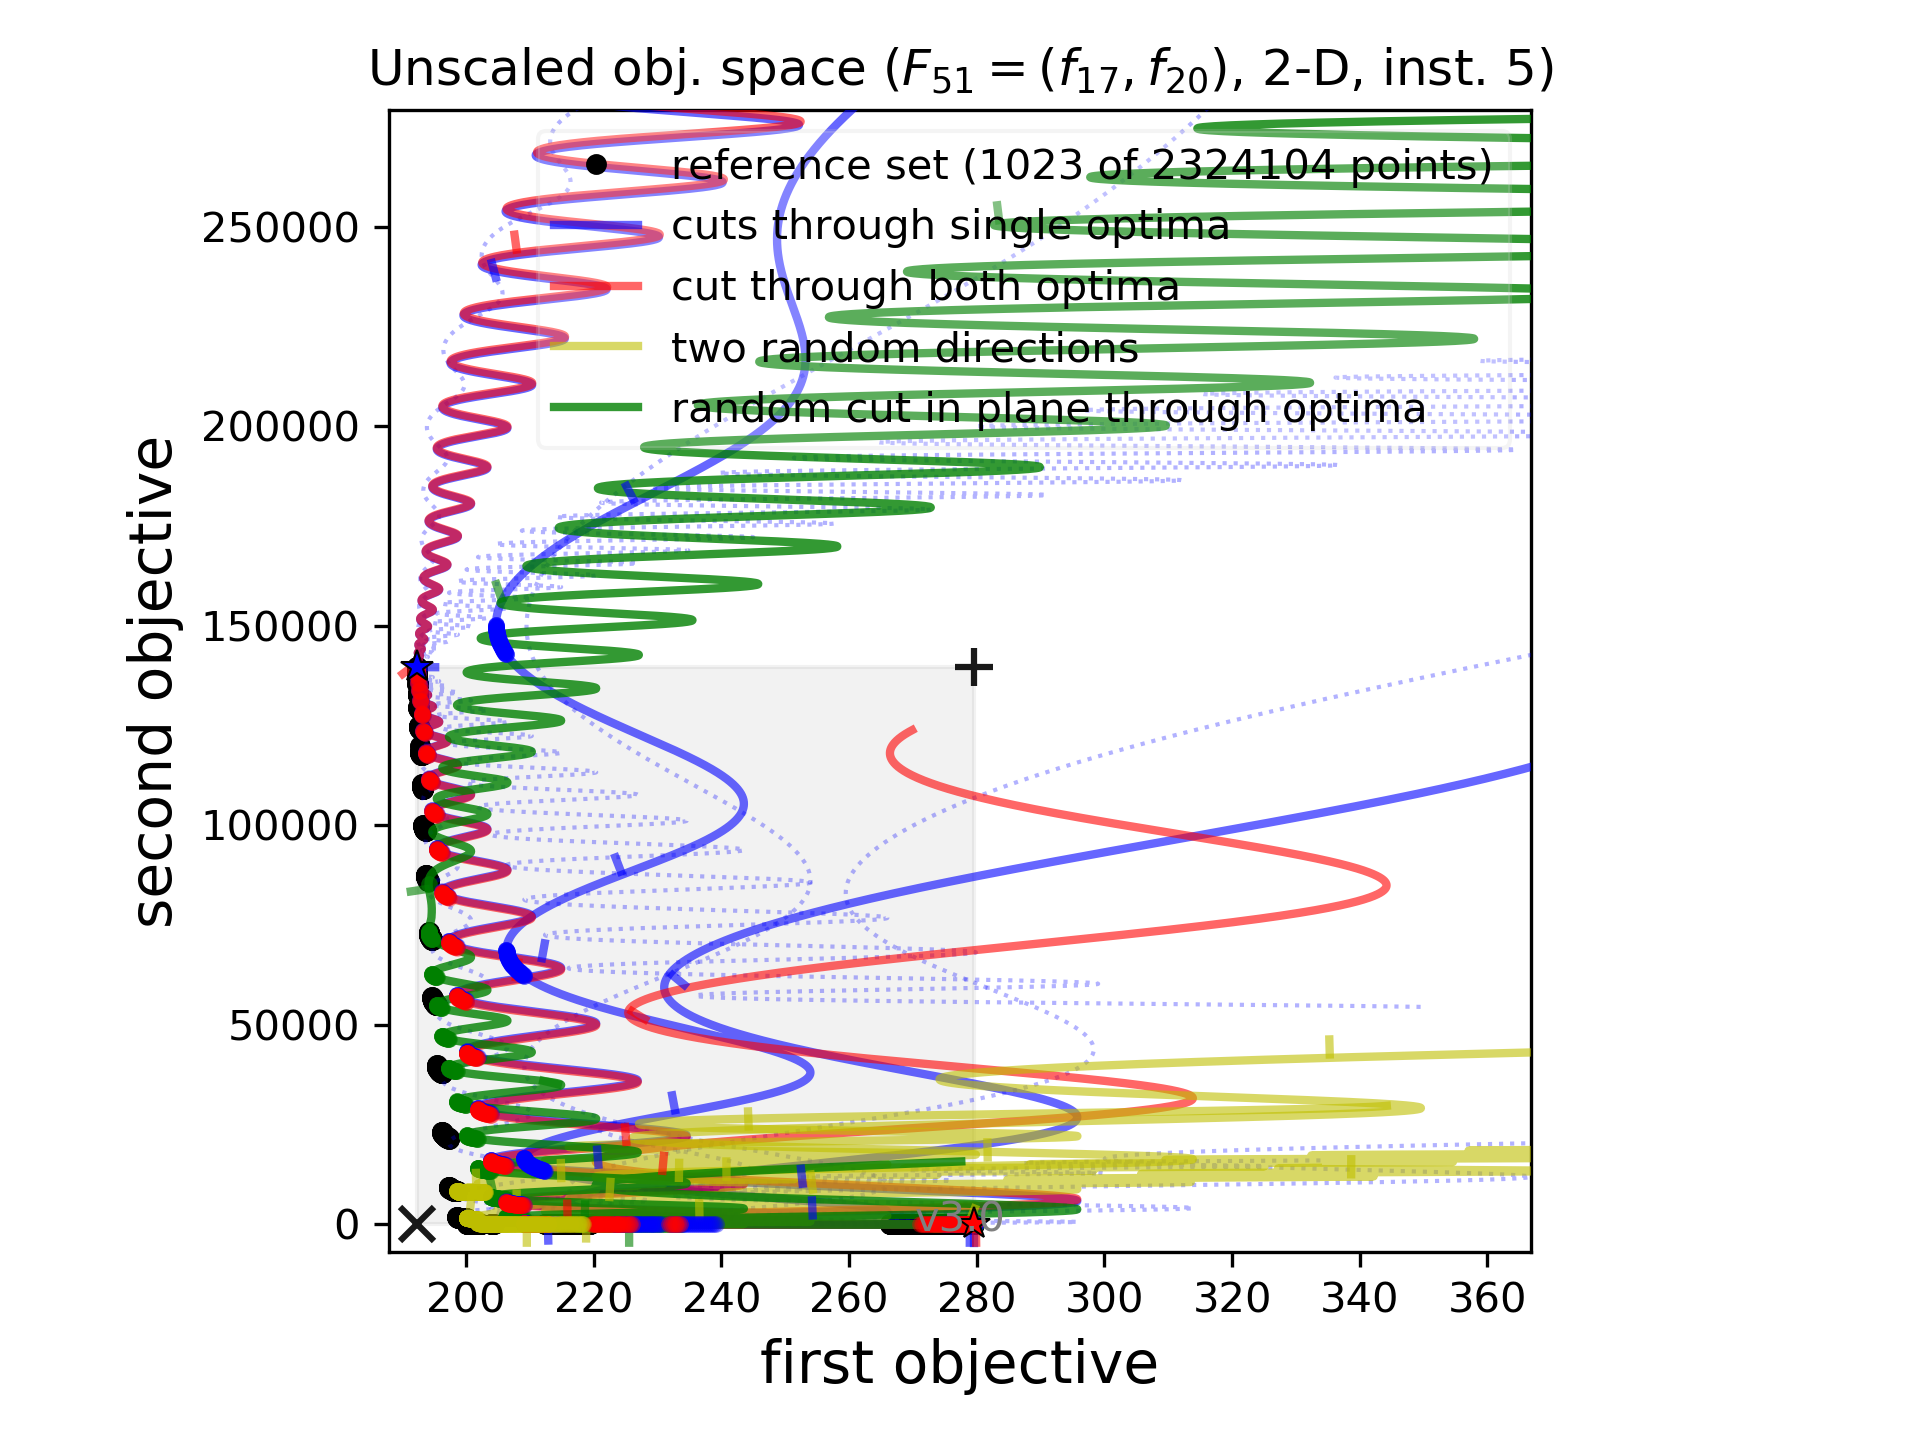 Unscaled obj. space (F₅₁ = (f₁₇, f₂₀), 2-D, inst. 5)
reference set (1023 of 2324104 points)
cuts through single optima
cut through both optima
two random directions
random cut in plane through optima
250000
200000
150000
100000
50000
0
second objective
v3.0
200 220 240 260 280 300 320 340 360
first objective